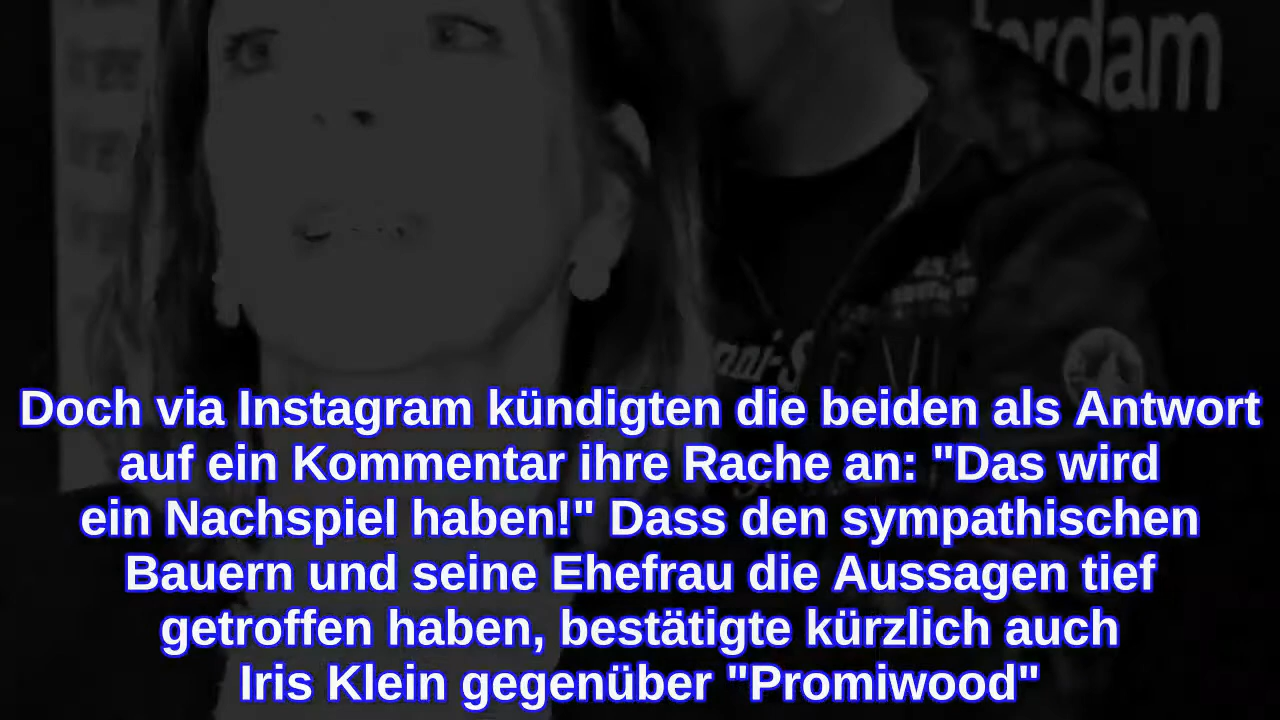 rdam
Doch via Instagram kündigten die beiden als Antwort
auf ein Kommentar ihre Rache an: "Das wird
ein Nachspiel haben!" Dass den sympathischen
Bauern und seine Ehefrau die Aussagen tief
getroffen haben, bestätigte kürzlich auch
Iris Klein gegenüber "Promiwood"